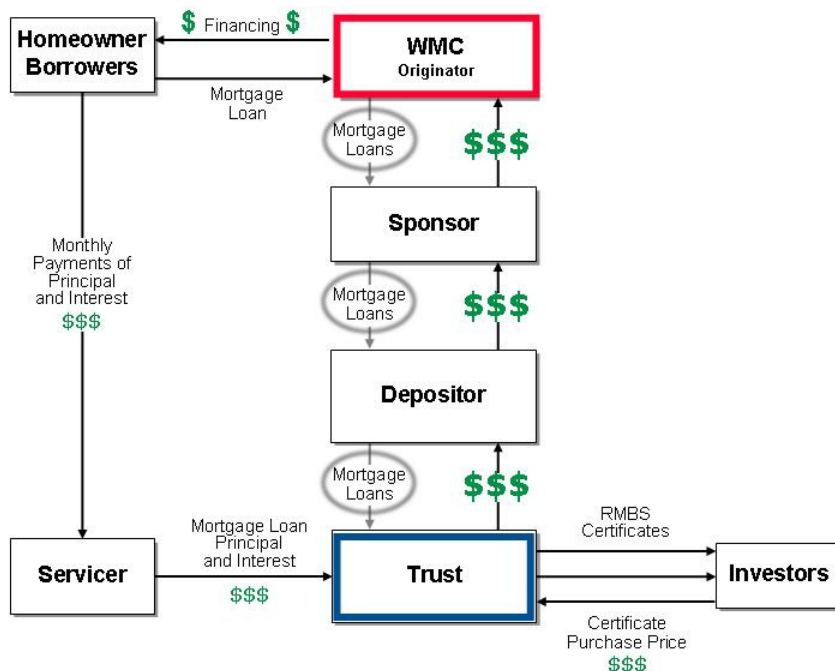 Homeowner
Borrowers
$ Financing $
WMC
Originator
Mortgage
Loan
Mortgage
Loans
$$$
Sponsor
Monthly
Payments of
Principal
and Interest
$$$
Mortgage
Loans
$$$
Depositor
Mortgage
Loans
$$$
Servicer
Mortgage Loan
Principal
and Interest
$$$
Trust
RMBS
Certificates
Investors
Certificate
Purchase Price
$$$